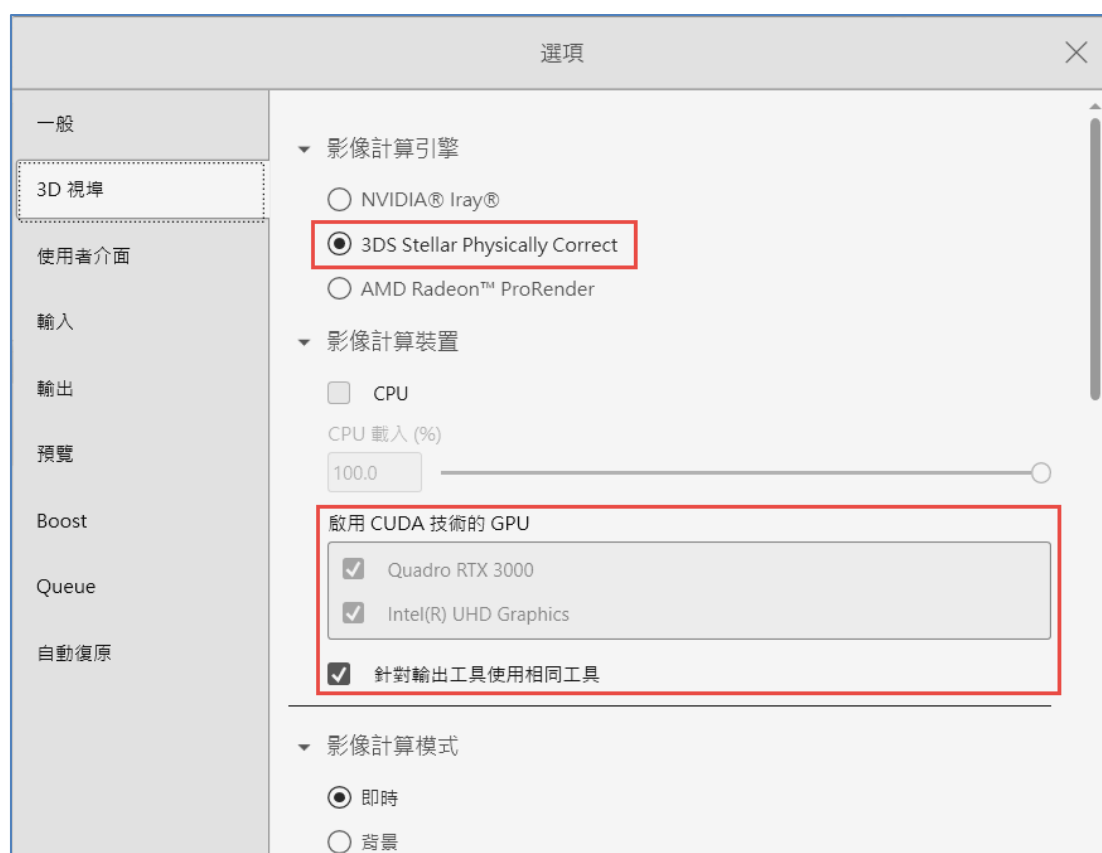 選項
一般
3D 視埠
使用者介面
輸入
輸出
預覽
Boost
Queue
自動復原
影像計算引擎
NVIDIA® Iray®
3DS Stellar Physically Correct
AMD Radeon™ ProRender
影像計算裝置
CPU
CPU 載入 (%)
100.0
啟用 CUDA 技術的 GPU
Quadro RTX 3000
Intel(R) UHD Graphics
針對輸出工具使用相同工具
影像計算模式
即時
背景